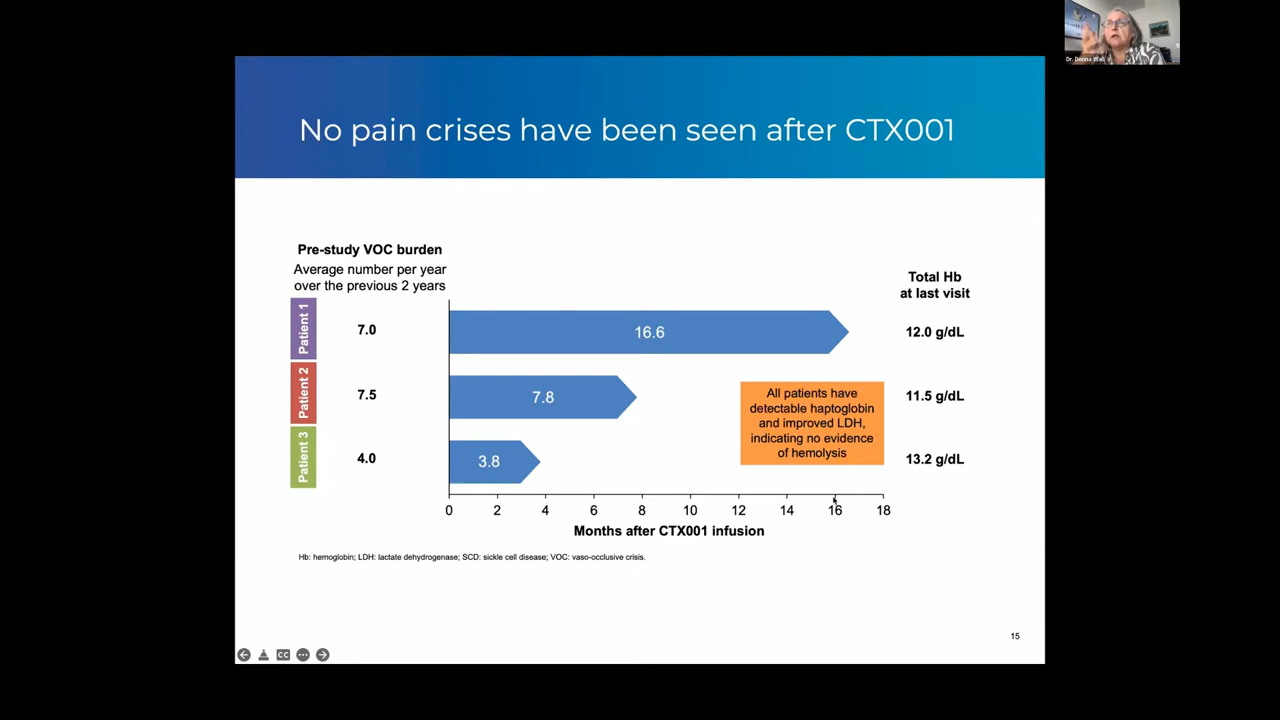 Dr. Donna Wall
No pain crises have been seen after CTX001
Pre-study VOC burden
Average number per year
over the previous 2 years
Total Hb
at last visit
Patient 1
7.0
16.6
12.0 g/dL
Patient 2
7.5
7.8
11.5 g/dL
All patients have
detectable haptoglobin
and improved LDH,
indicating no evidence
of hemolysis
Patient 3
4.0
3.8
13.2 g/dL
0 2 4 6 8 10 12 14 16 18
Months after CTX001 infusion
Hb: hemoglobin; LDH: lactate dehydrogenase; SCD: sickle cell disease; VOC: vaso-occlusive crisis.
15
CC